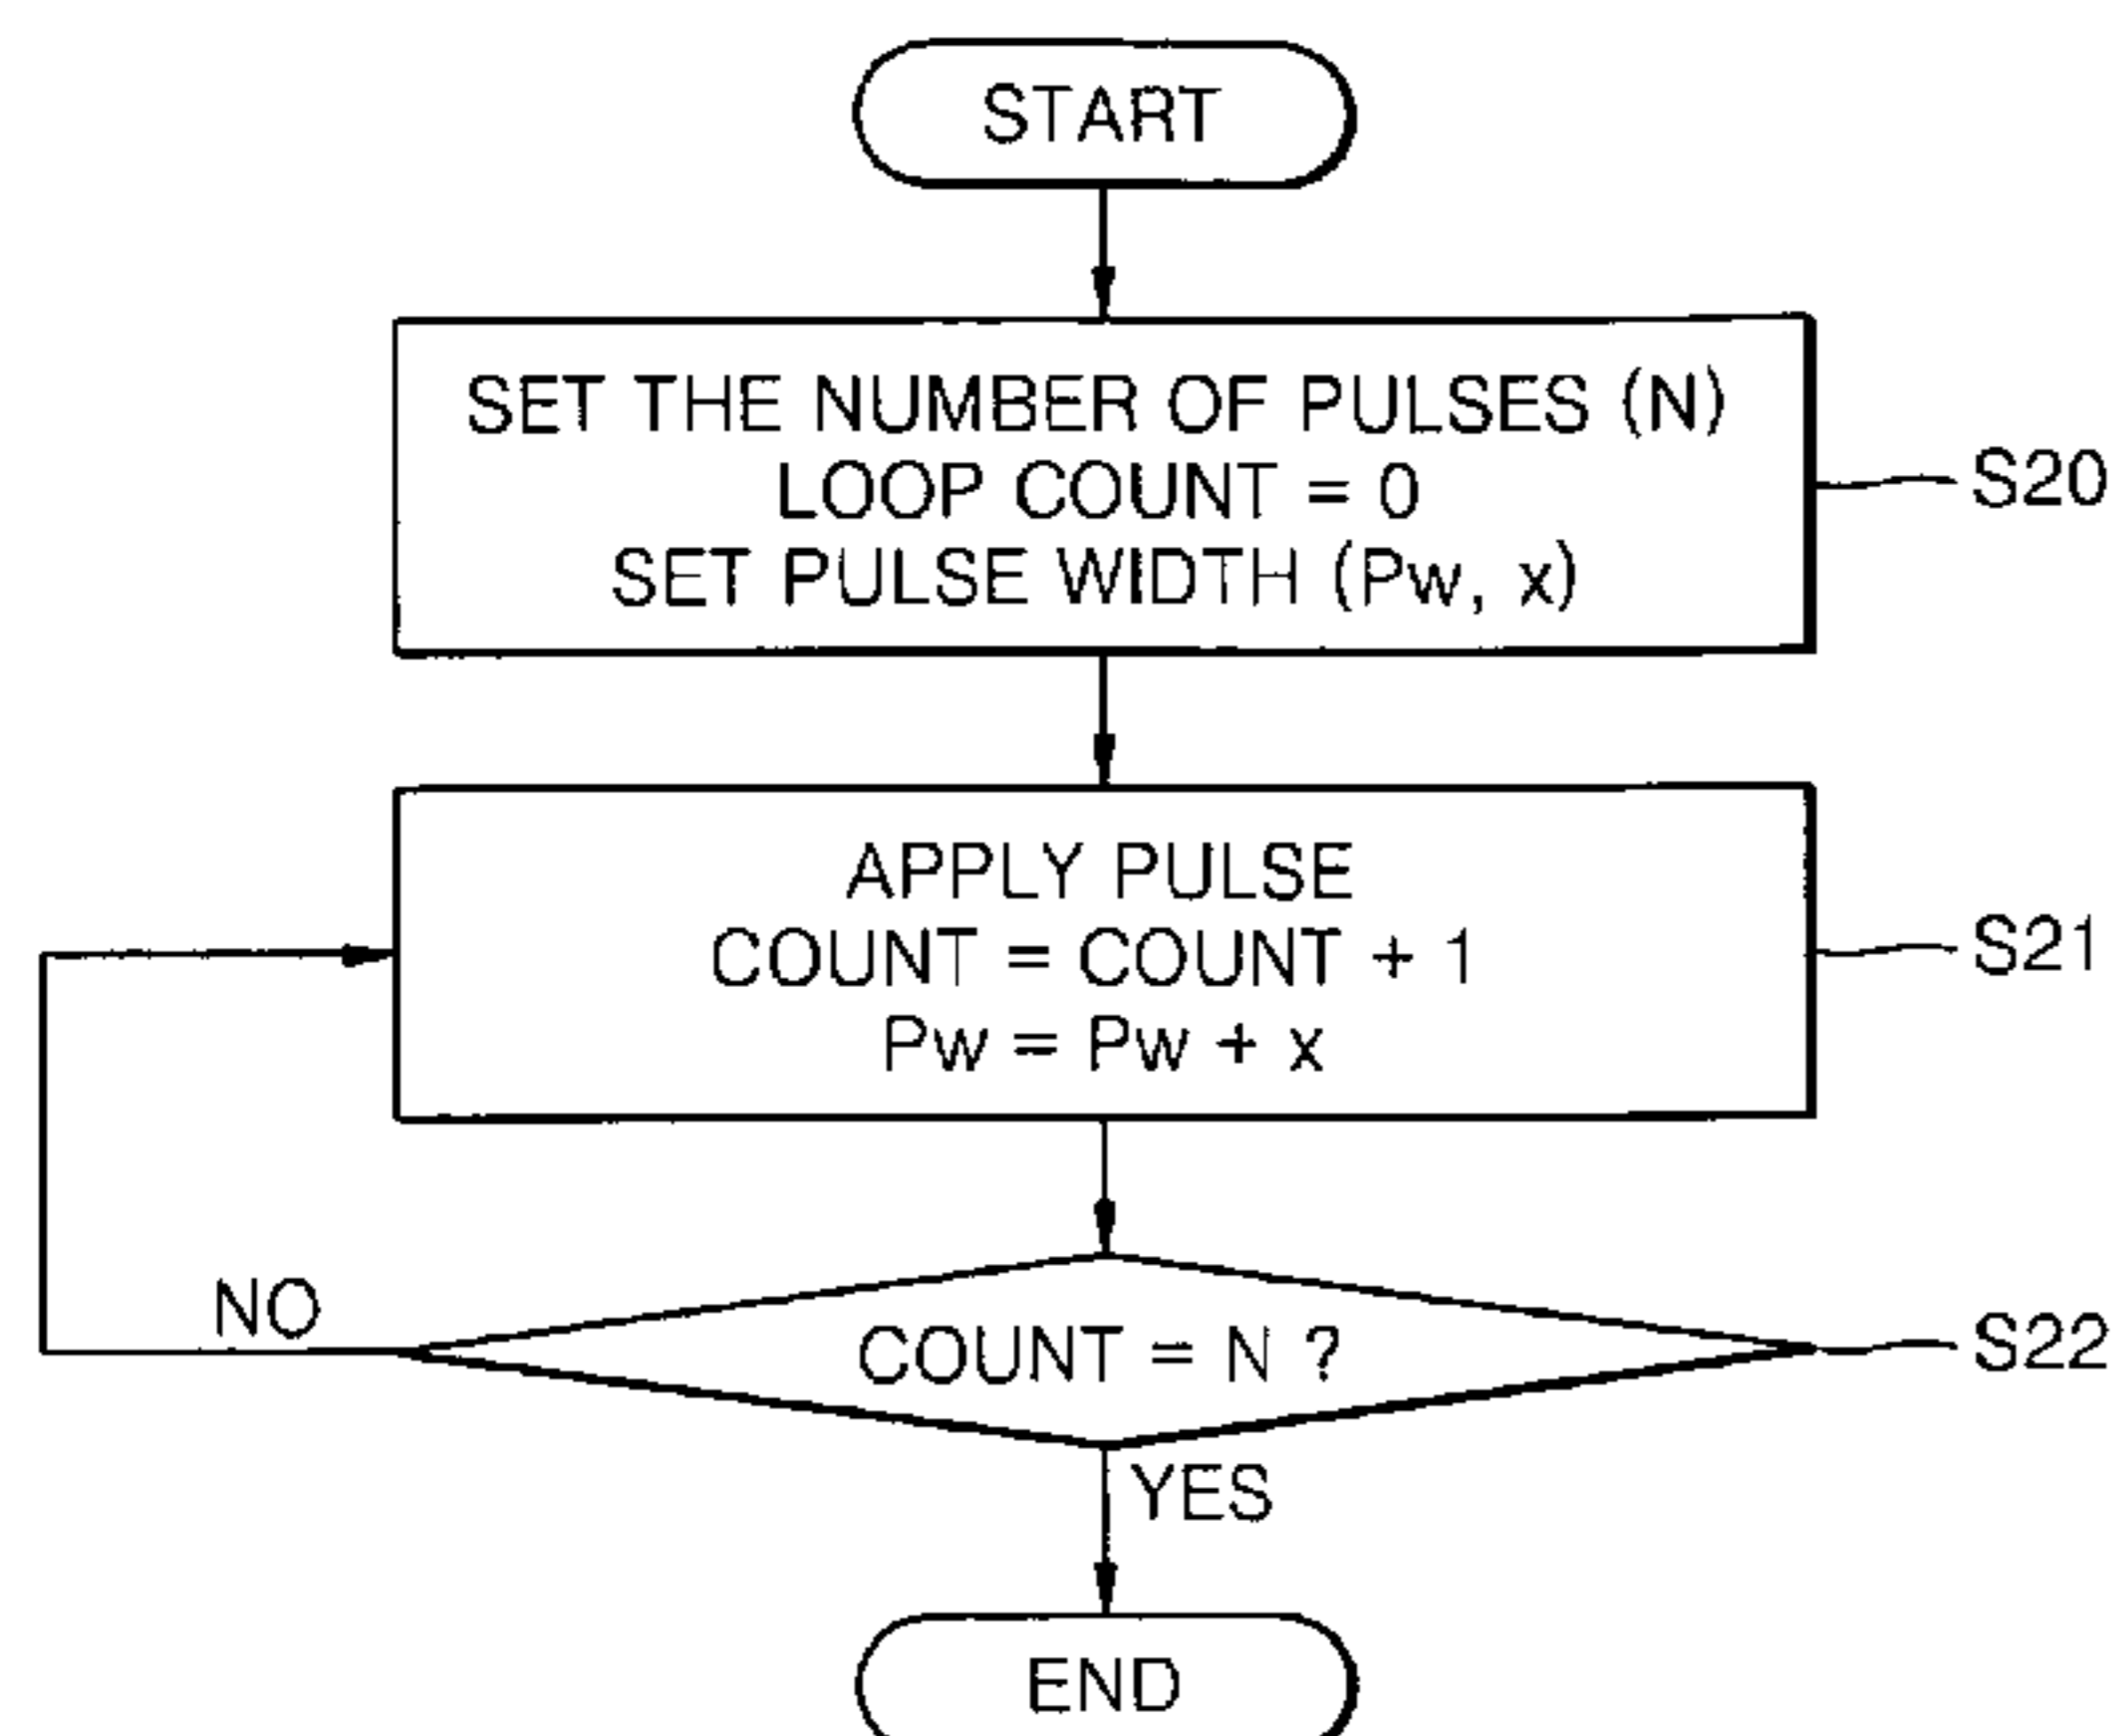 START
SET THE NUMBER OF PULSES (N)
LOOP COUNT = 0
SET PULSE WIDTH (Pw, x)
S20
APPLY PULSE
COUNT = COUNT + 1
Pw = Pw + x
S21
NO
COUNT = N ?
S22
YES
END